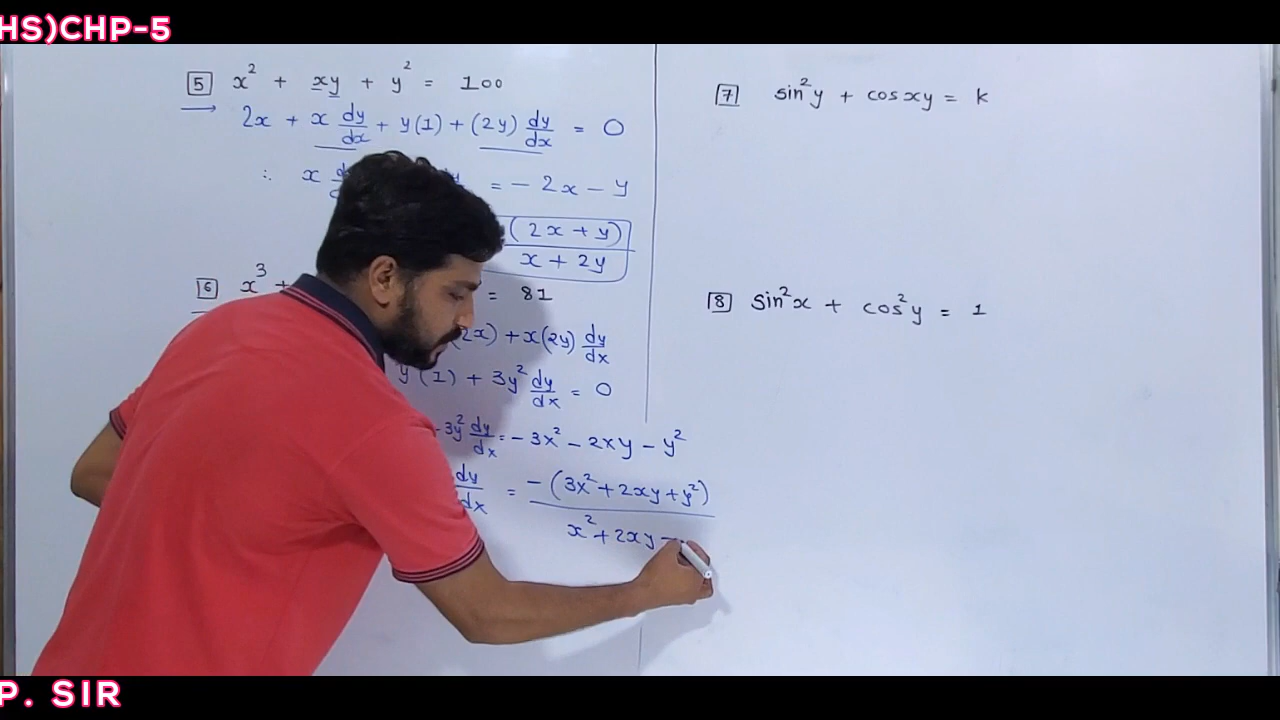 HS)CHP-5
5 x² + xy + y² = 100
2x + x dy/dx + y(1) + (2y) dy/dx = 0
∴ x = - 2x - y
(2x + y)
x + 2y
6 x³ + = 81
2x) + x(2y) dy/dx
y(1) + 3y² dy/dx = 0
3y² dy/dx = - 3x² - 2xy - y²
dy/dx = -(3x² + 2xy + y²)
x² + 2xy
7 sin²y + cosxy = k
8 sin²x + cos²y = 1
P. SIR